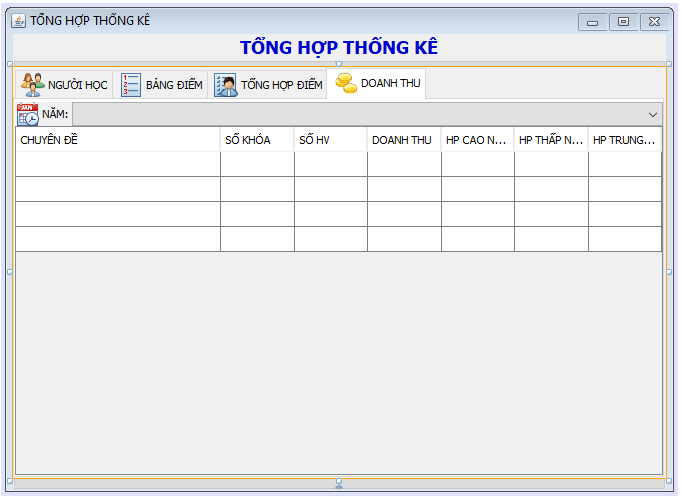 TỔNG HỢP THỐNG KÊ
TỔNG HỢP THỐNG KÊ
NGƯỜI HỌC BẢNG ĐIỂM TỔNG HỢP ĐIỂM DOANH THU
NĂM:
CHUYÊN ĐỀ SỐ KHÓA SỐ HV DOANH THU HP CAO N... HP THẤP N... HP TRUNG...